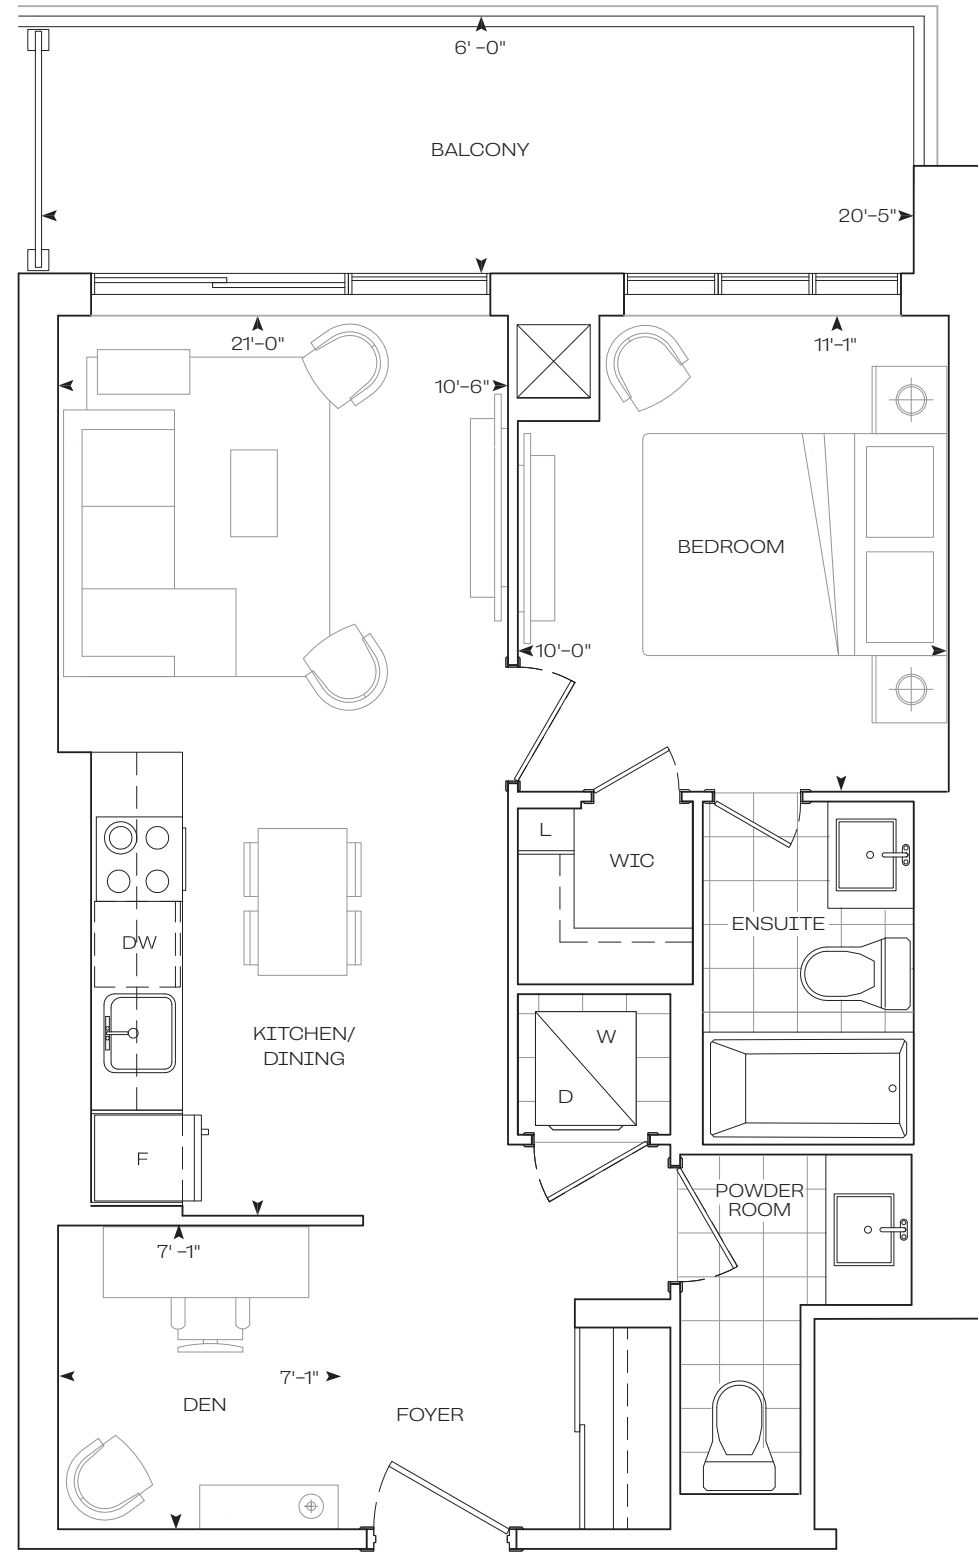 6'-0"
BALCONY
20'-5"
21'-0"
11'-1"
10'-6"
BEDROOM
10'-0"
L
WIC
ENSUITE
DW
KITCHEN/
DINING
W
D
F
POWDER
ROOM
7'-1"
7'-1"
DEN
FOYER